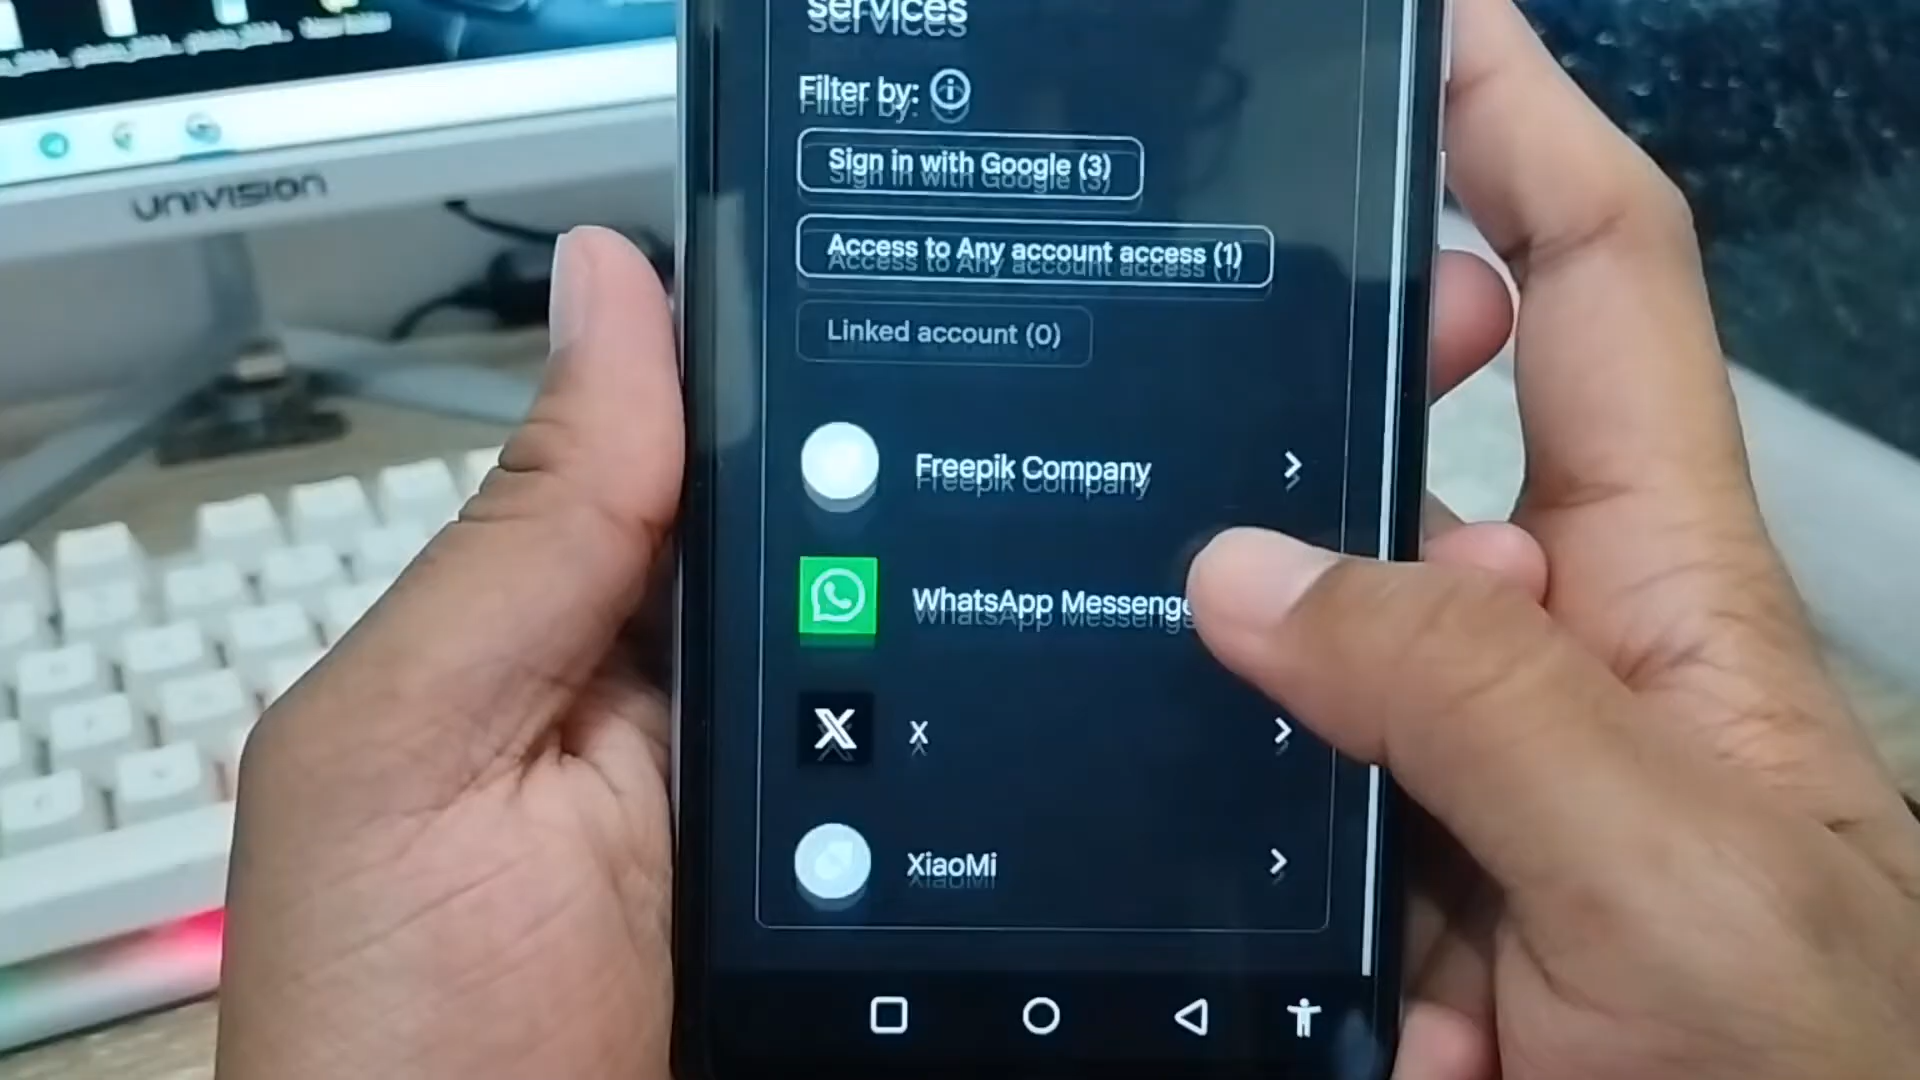 services
Filter by:
Sign in with Google (3)
Access to Any account access (1)
Linked account (0)
Freepik Company
WhatsApp Messenge
X
XiaoMi
UNIVISION